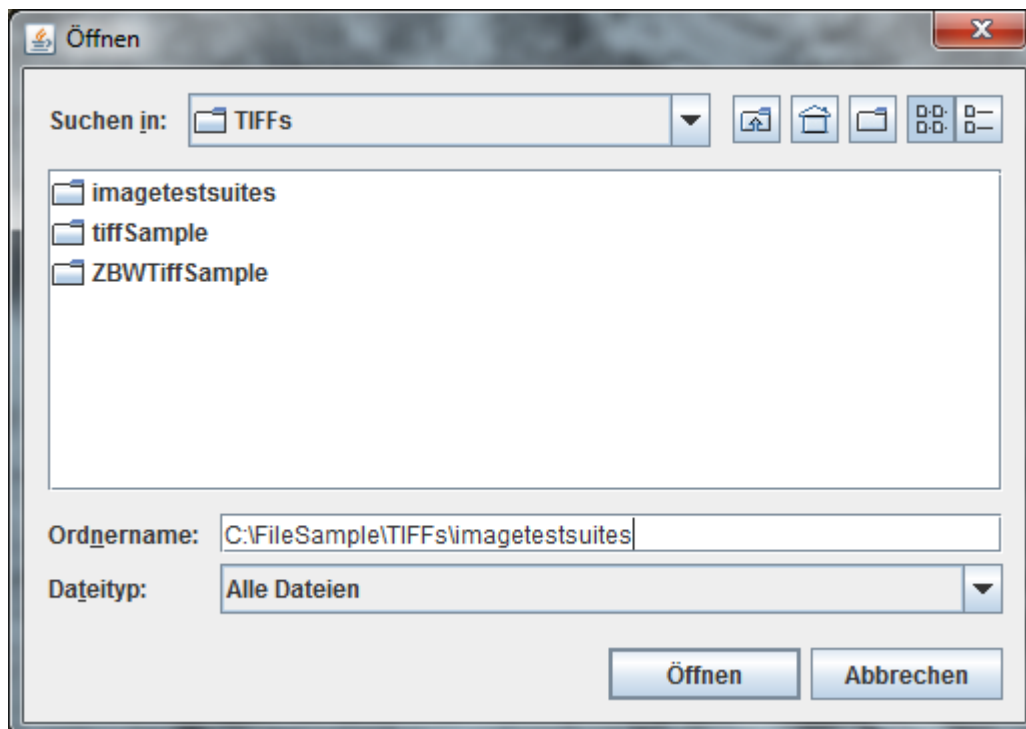 Öffnen
Suchen in: TIFFs
imagetestsuites
tiffSample
ZBWTiffSample
Ordnername: C:\FileSample\TIFFs\imagetestsuites
Dateityp: Alle Dateien
Öffnen Abbrechen